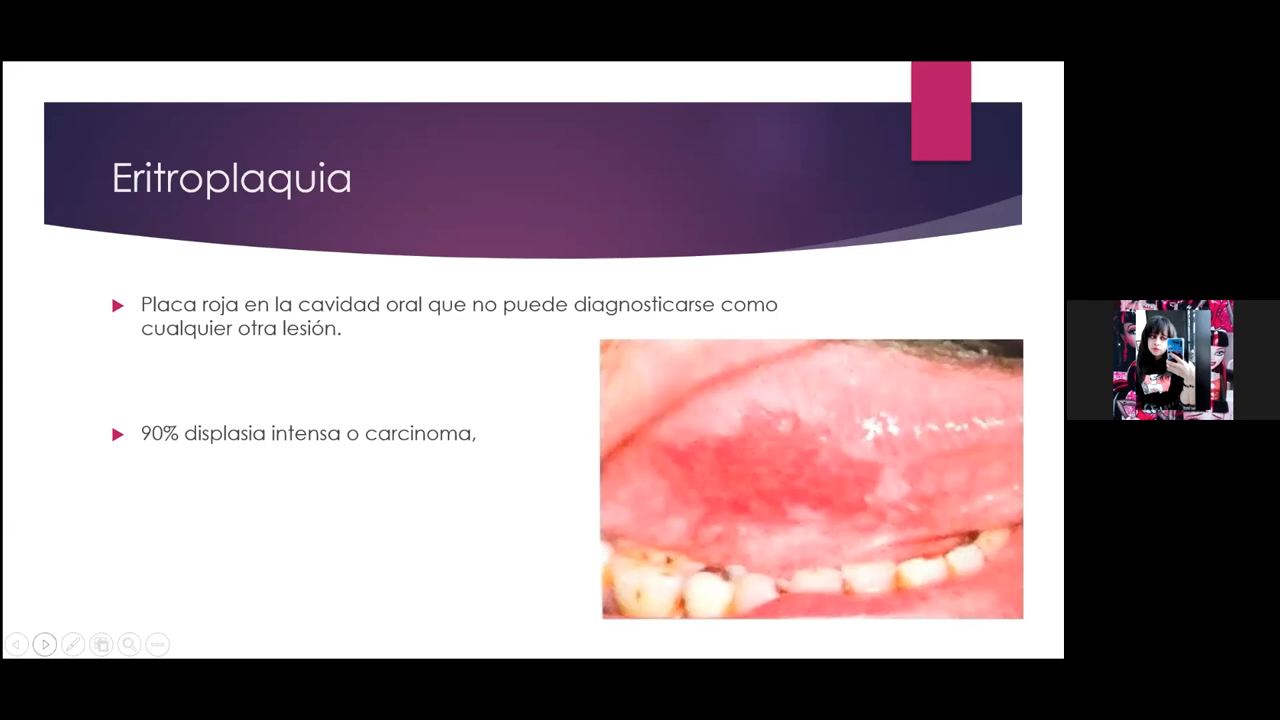 Eritroplaquia
Placa roja en la cavidad oral que no puede diagnosticarse como
cualquier otra lesión.
90% displasia intensa o carcinoma,